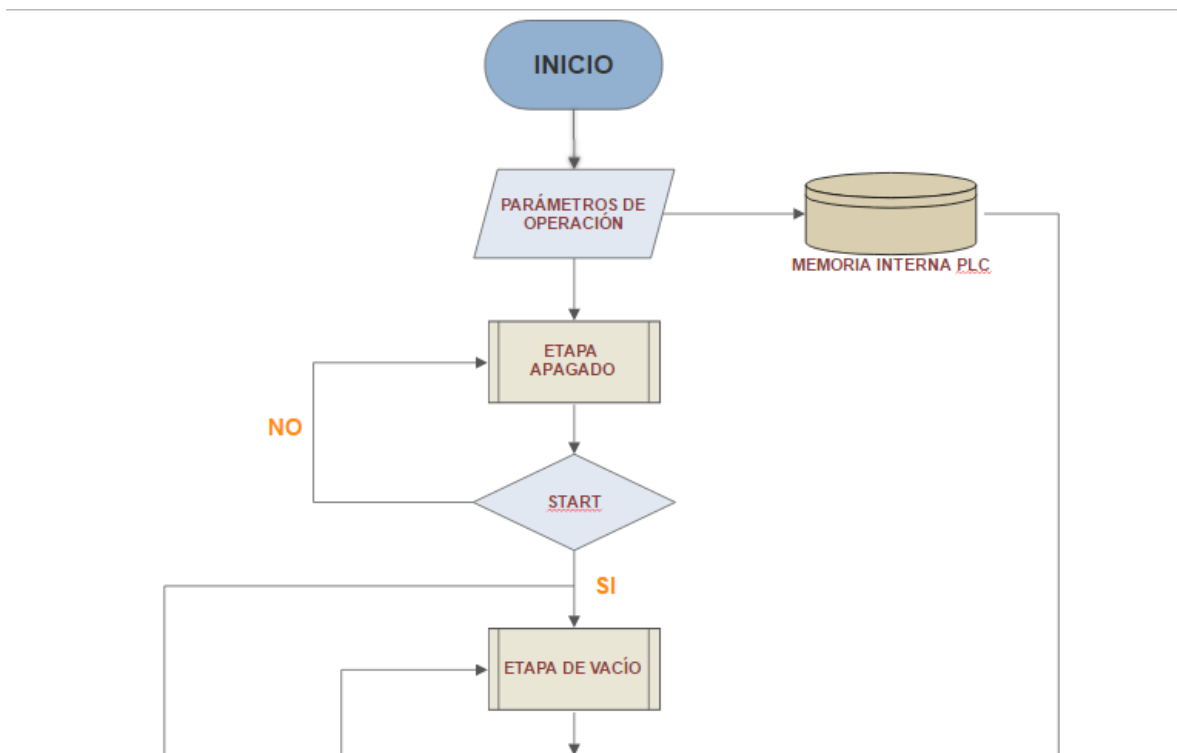 INICIO
PARÁMETROS DE
OPERACIÓN
MEMORIA INTERNA PLC
ETAPA
APAGADO
NO
START
SI
ETAPA DE VACÍO